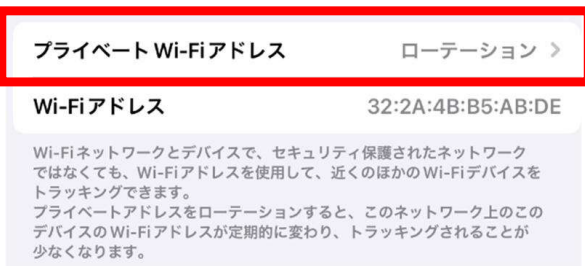 プライベート Wi-Fiアドレス ローテーション >
Wi-Fiアドレス 32:2A:4B:B5:AB:DE
Wi-Fiネットワークとデバイスで、セキュリティ保護されたネットワーク
ではなくても、Wi-Fiアドレスを使用して、近くのほかのWi-Fiデバイスを
トラッキングできます。
プライベートアドレスをローテーションすると、このネットワーク上のこの
デバイスのWi-Fiアドレスが定期的に変わり、トラッキングされることが
少なくなります。